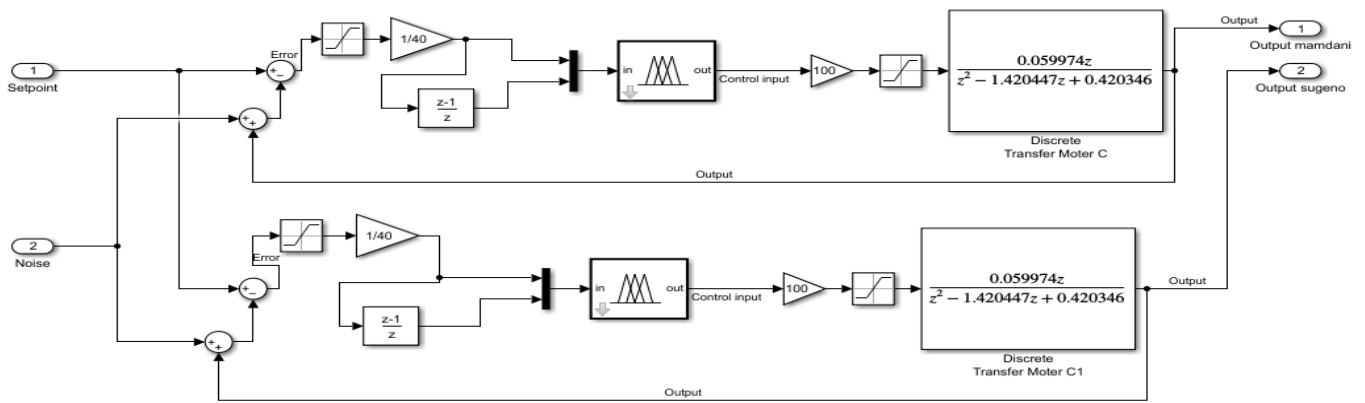 1
Setpoint
2
Noise
Error
1/40
z-1
z
in
out
Control input
100
0.059974z
z² − 1.420447z + 0.420346
Discrete
Transfer Moter C
Output
1
Output mamdani
2
Output sugeno
Output
Error
1/40
z-1
z
in
out
Control input
100
0.059974z
z² − 1.420447z + 0.420346
Discrete
Transfer Moter C1
Output
Output